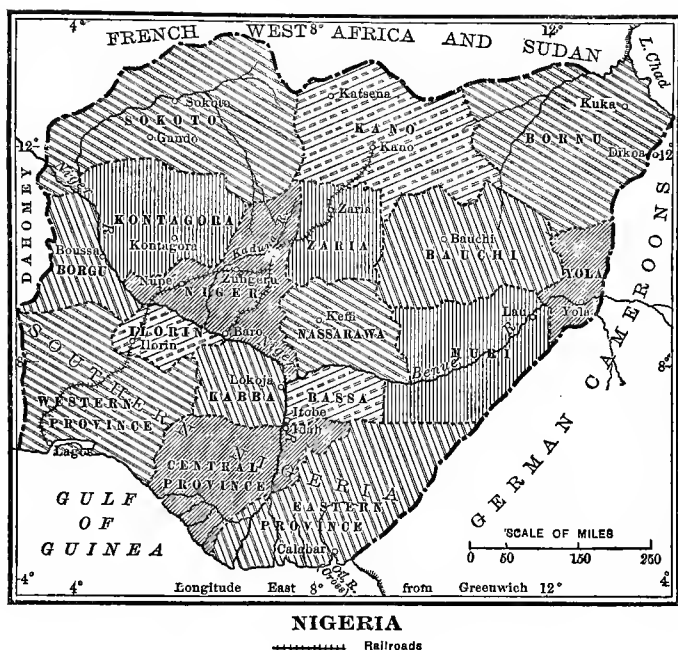 4° 8° 12°
FRENCH WEST AFRICA AND SUDAN
L. Chad
Katsena
Kuka
Sokoto
SOKOTO
KANO
BORNU
Gando
Kano
12°
Dikoa
12°
DAHOMEY
KONTAGORA
Zaria
ZARIA
Kaduna R.
Kontagora
Bauchi
BAUCHI
Boussa
BORGU
YOLA
Nupe
Zungeru
NIGER
Keffi
Lau
Yola
ILORIN
Ilorin
Baro
Niger
NASSARAWA
MURI
Benue R.
8°
8°
SOUTHERN NIGERIA
Lokoja
KABBA
BASSA
WESTERN
PROVINCE
Itobe
Idah
Lagos
CENTRAL
PROVINCE
EASTERN
PROVINCE
GERMAN CAMEROONS
GULF
OF
GUINEA
Calabar
SCALE OF MILES
0 50 150 250
4° 4° Longitude East 8° from Greenwich 12° 4°
NIGERIA
Railroads